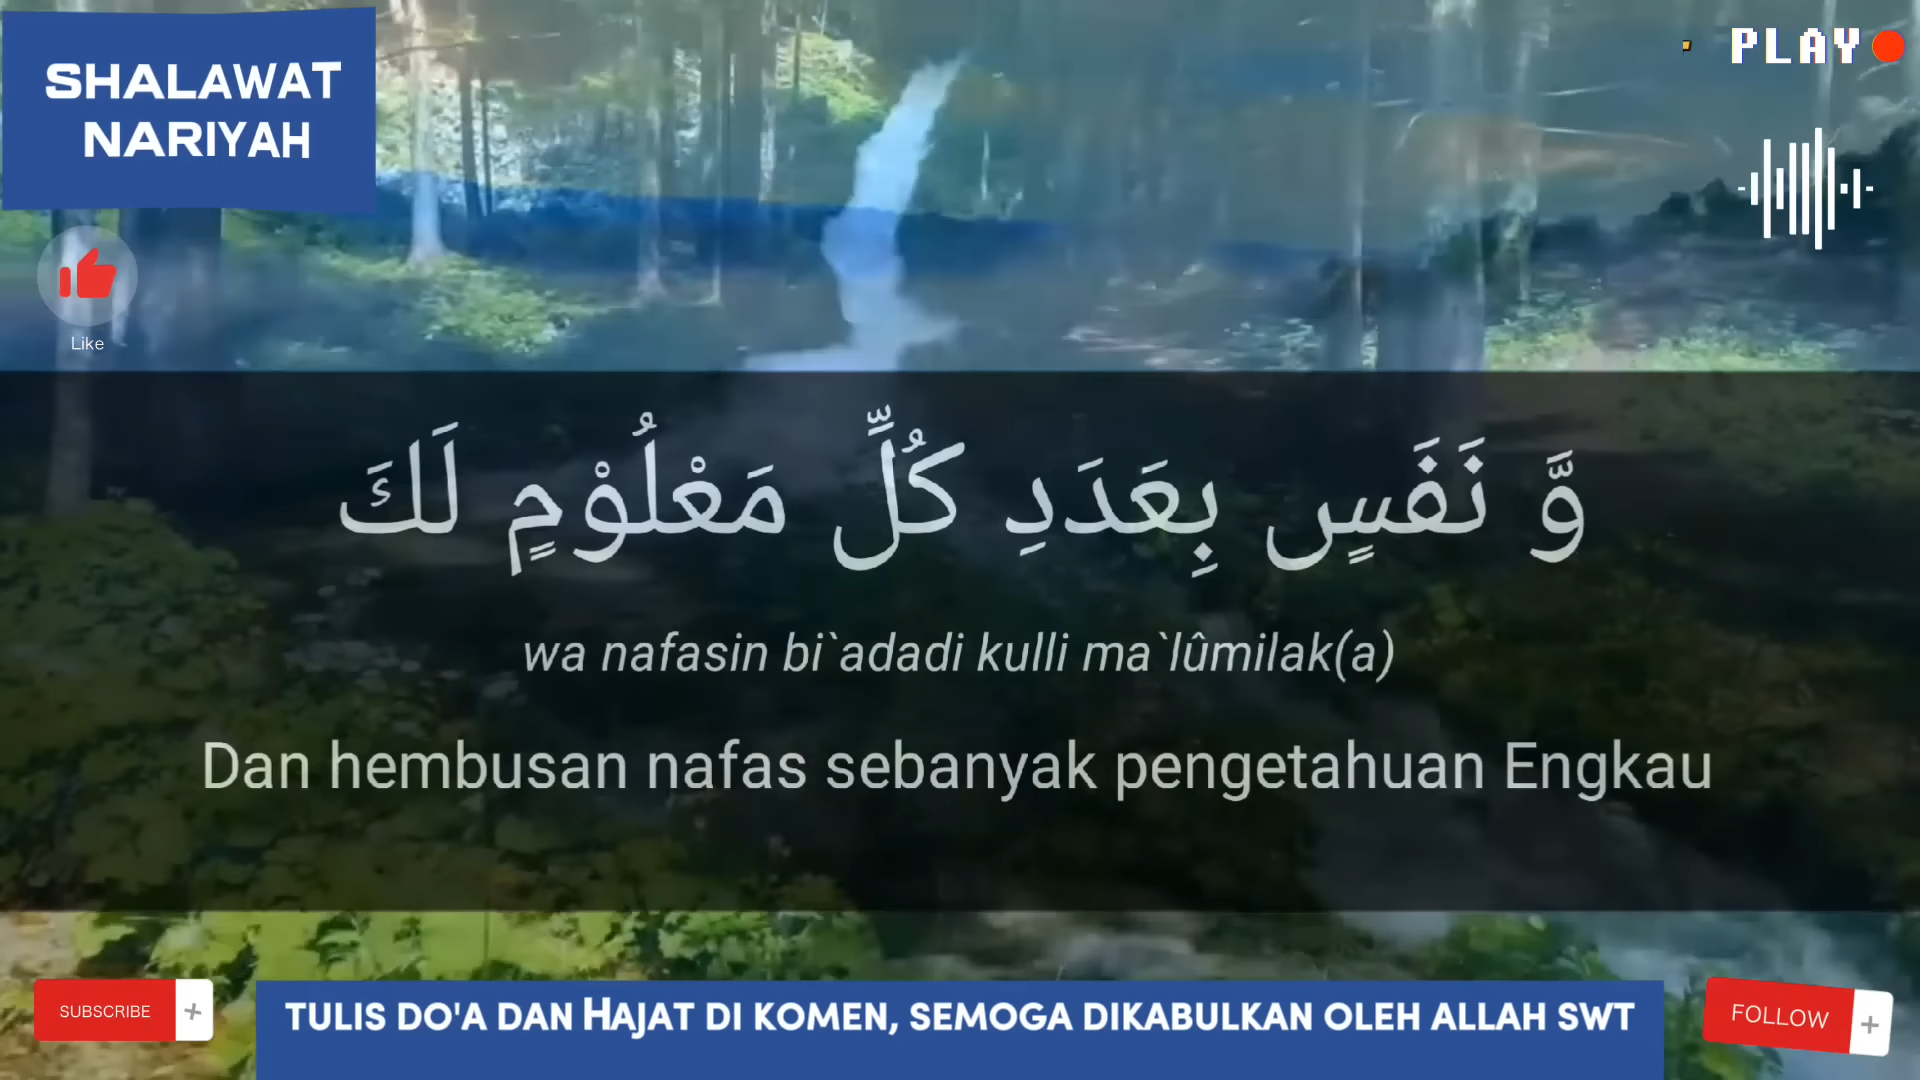 SHALAWAT
NARIYAH
PLAY
Like
وَّ نَفَسٍ بِعَدَدِ كُلِّ مَعْلُوْمٍ لَكَ
wa nafasin bi`adadi kulli ma`lûmilak(a)
Dan hembusan nafas sebanyak pengetahuan Engkau
SUBSCRIBE +
TULIS DO'A DAN HAJAT DI KOMEN, SEMOGA DIKABULKAN OLEH ALLAH SWT
FOLLOW +